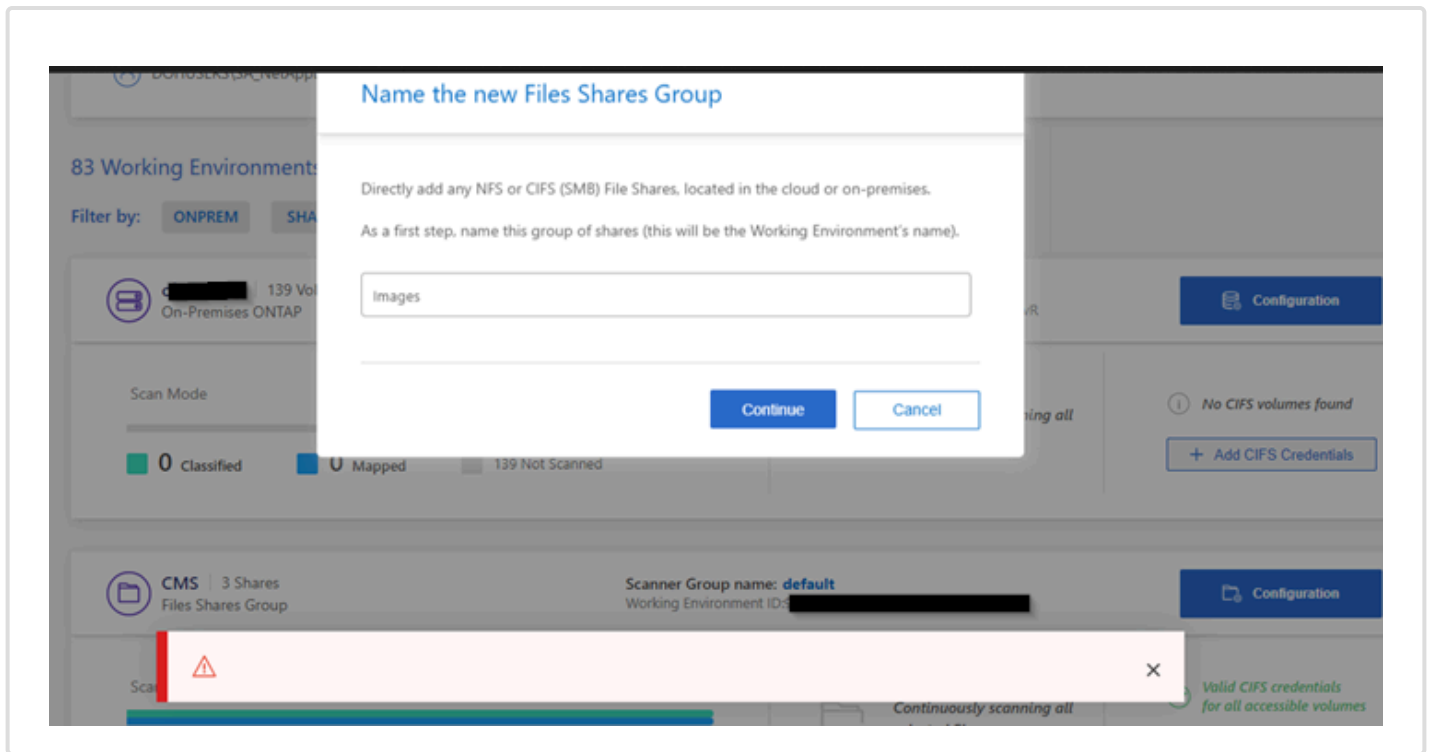 Name the new Files Shares Group
83 Working Environments
Directly add any NFS or CIFS (SMB) File Shares, located in the cloud or on-premises.
Filter by: ONPREM SHA
As a first step, name this group of shares (this will be the Working Environment's name).
139 Vol
On-Premises ONTAP
Images
Configuration
Scan Mode
Continue
Cancel
ning all
No CIFS volumes found
0 Classified
0 Mapped
139 Not Scanned
+ Add CIFS Credentials
CMS | 3 Shares
Files Shares Group
Scanner Group name: default
Working Environment ID:
Configuration
Sca
Continuously scanning all
Valid CIFS credentials
for all accessible volumes